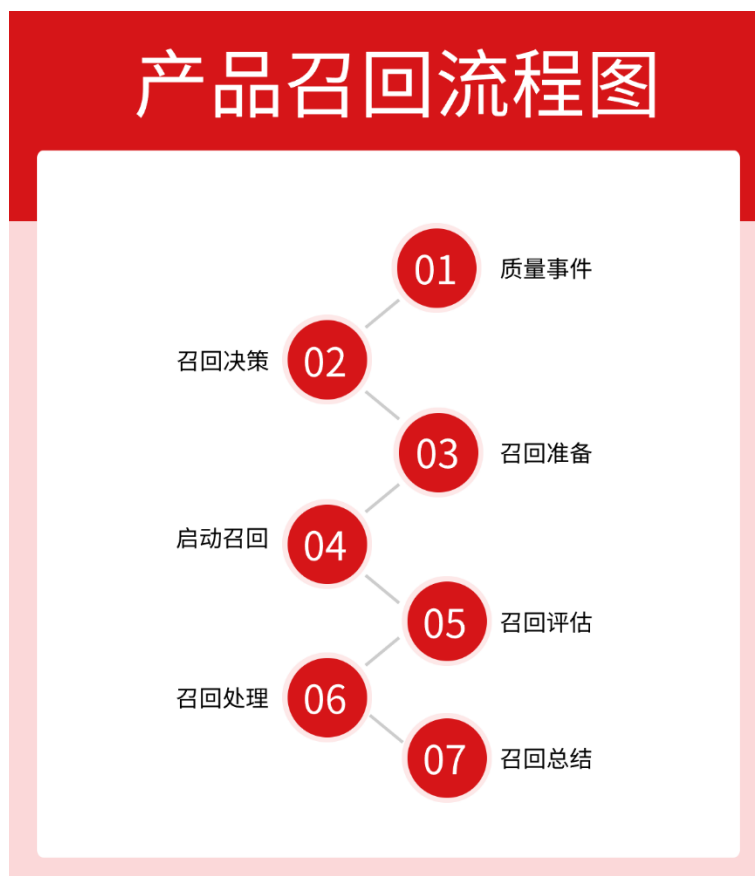 产品召回流程图
01 质量事件
召回决策 02
03 召回准备
启动召回 04
05 召回评估
召回处理 06
07 召回总结